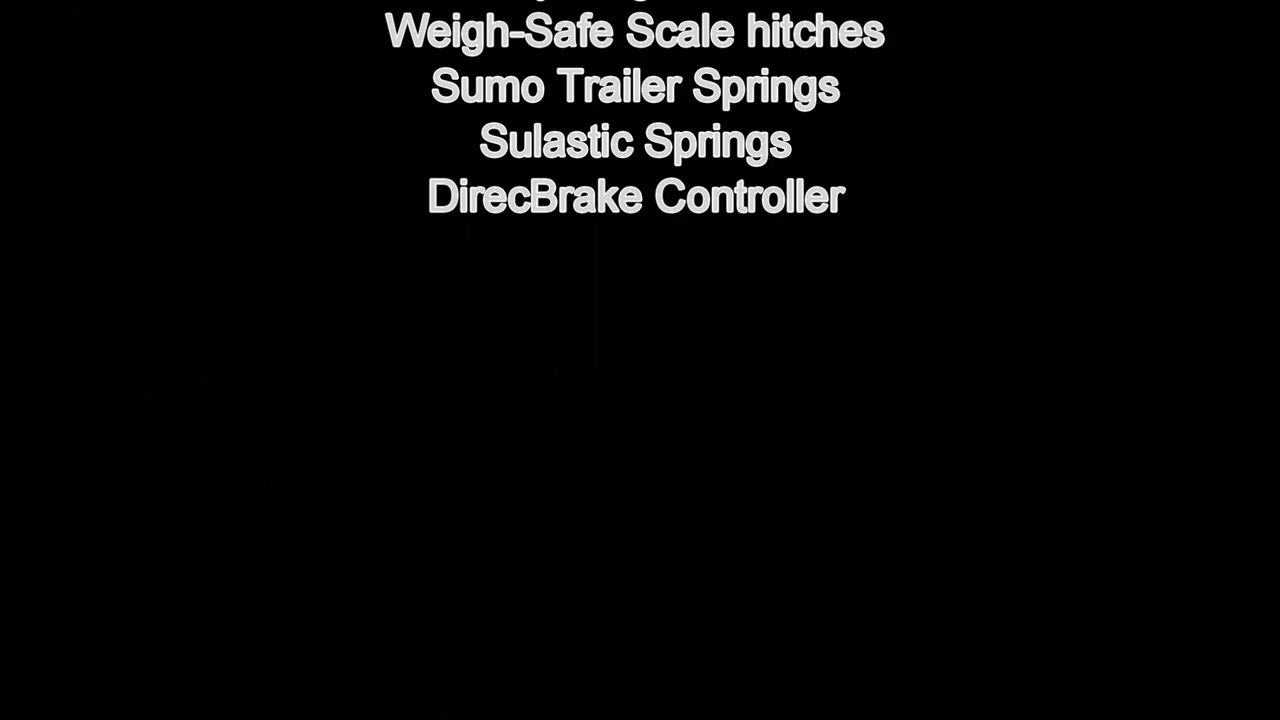 Weigh-Safe Scale hitches
Sumo Trailer Springs
Sulastic Springs
DirecBrake Controller